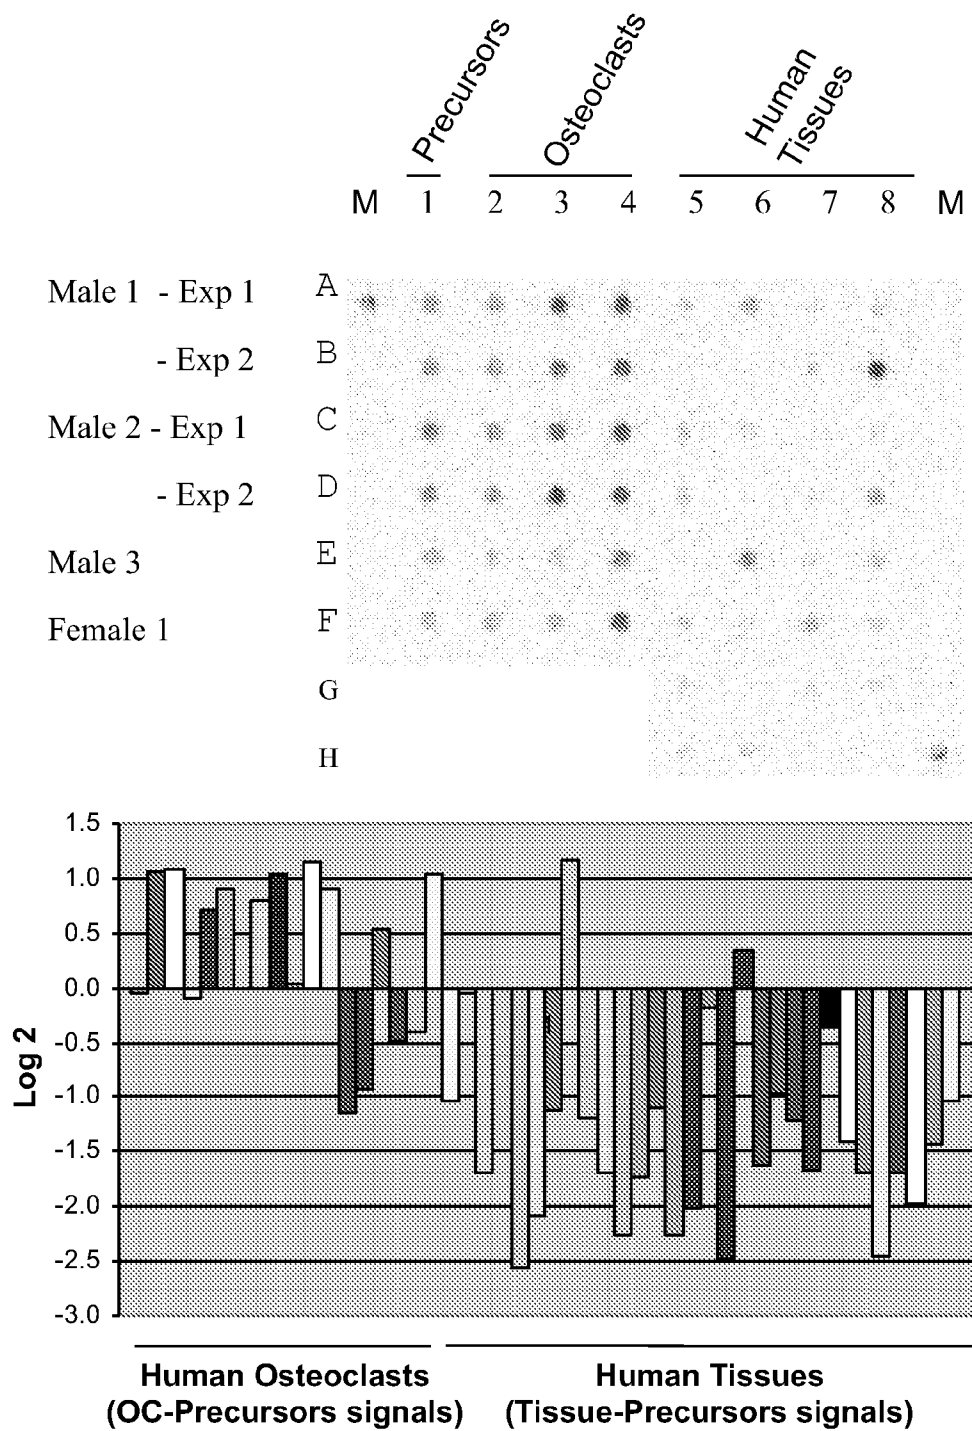 Precursors
Osteoclasts
Human
Tissues
M 1 2 3 4 5 6 7 8 M
Male 1 - Exp 1 A
- Exp 2 B
Male 2 - Exp 1 C
- Exp 2 D
Male 3 E
Female 1 F
G
H
1.5
1.0
0.5
0.0
-0.5
-1.0
-1.5
-2.0
-2.5
-3.0
Log 2
Human Osteoclasts
(OC-Precursors signals)
Human Tissues
(Tissue-Precursors signals)